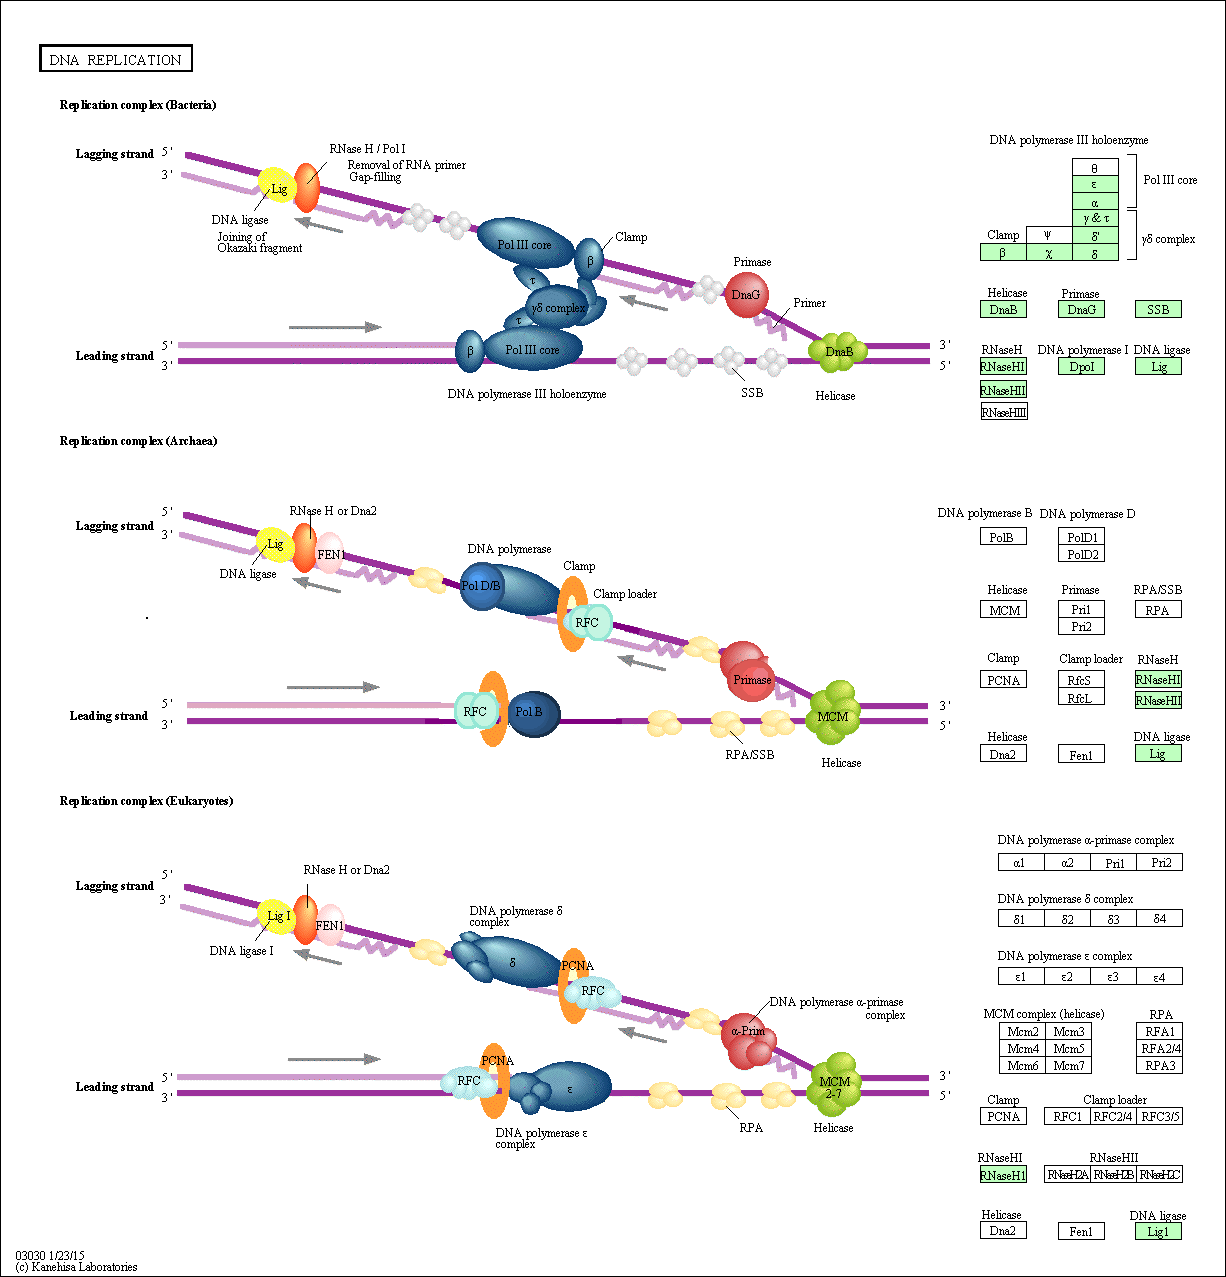 DNA REPLICATION
Replication complex (Bacteria)
Lagging strand
5'
3'
RNase H / Pol I
Removal of RNA primer
Gap-filling
Lig
DNA ligase
Joining of
Okazaki fragment
Pol III core
Clamp
β
τ
γδ complex
τ
Primase
DnaG
Primer
Leading strand
5'
3'
β
Pol III core
DnaB
3'
5'
SSB
Helicase
DNA polymerase III holoenzyme
DNA polymerase III holoenzyme
θ
ε
α
Pol III core
γ & τ
Clamp
ψ
δ'
γδ complex
β
χ
δ
Helicase
Primase
DnaB
DnaG
SSB
RNaseH
DNA polymerase I
DNA ligase
RNaseHI
DpoI
Lig
RNaseHII
RNaseHIII
Replication complex (Archaea)
Lagging strand
5'
3'
RNase H or Dna2
Lig
FEN1
DNA ligase
DNA polymerase
Pol D/B
Clamp
Clamp loader
RFC
Primase
Leading strand
5'
3'
RFC
Pol B
MCM
3'
5'
RPA/SSB
Helicase
DNA polymerase B
DNA polymerase D
PolB
PolD1
PolD2
Helicase
Primase
RPA/SSB
MCM
Pri1
RPA
Pri2
Clamp
Clamp loader
RNaseH
PCNA
RfcS
RNaseHI
RfcL
RNaseHII
Helicase
DNA ligase
Dna2
Fen1
Lig
Replication complex (Eukaryotes)
Lagging strand
5'
3'
RNase H or Dna2
Lig I
FEN1
DNA ligase I
DNA polymerase δ
complex
δ
PCNA
RFC
DNA polymerase α-primase
complex
α-Prim
Leading strand
5'
3'
PCNA
RFC
ε
MCM
2-7
3'
5'
DNA polymerase ε
complex
RPA
Helicase
DNA polymerase α-primase complex
α1 α2 Pri1 Pri2
DNA polymerase δ complex
δ1 δ2 δ3 δ4
DNA polymerase ε complex
ε1 ε2 ε3 ε4
MCM complex (helicase)
RPA
Mcm2 Mcm3
RFA1
Mcm4 Mcm5
RFA2/4
Mcm6 Mcm7
RPA3
Clamp
Clamp loader
PCNA
RFC1 RFC2/4 RFC3/5
RNaseHI
RNaseHII
RNaseH1
RNaseH2A RNaseH2B RNaseH2C
Helicase
DNA ligase
Dna2
Fen1
Lig1
03030 1/23/15
(c) Kanehisa Laboratories